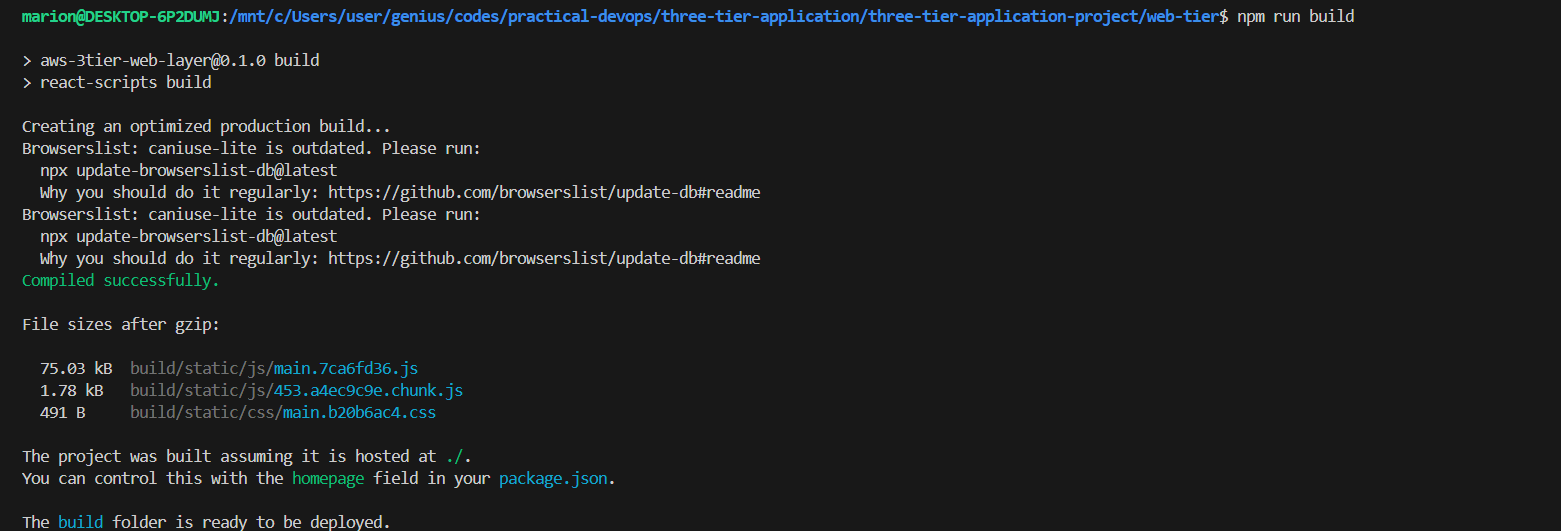 marion@DESKTOP-6P2DUMJ:/mnt/c/Users/user/genius/codes/practical-devops/three-tier-application/three-tier-application-project/web-tier$ npm run build
> aws-3tier-web-layer@0.1.0 build
> react-scripts build
Creating an optimized production build...
Browserslist: caniuse-lite is outdated. Please run:
  npx update-browserslist-db@latest
  Why you should do it regularly: https://github.com/browserslist/update-db#readme
Browserslist: caniuse-lite is outdated. Please run:
  npx update-browserslist-db@latest
  Why you should do it regularly: https://github.com/browserslist/update-db#readme
Compiled successfully.
File sizes after gzip:
  75.03 kB  build/static/js/main.7ca6fd36.js
  1.78 kB   build/static/js/453.a4ec9c9e.chunk.js
  491 B     build/static/css/main.b20b6ac4.css
The project was built assuming it is hosted at ./.
You can control this with the homepage field in your package.json.
The build folder is ready to be deployed.